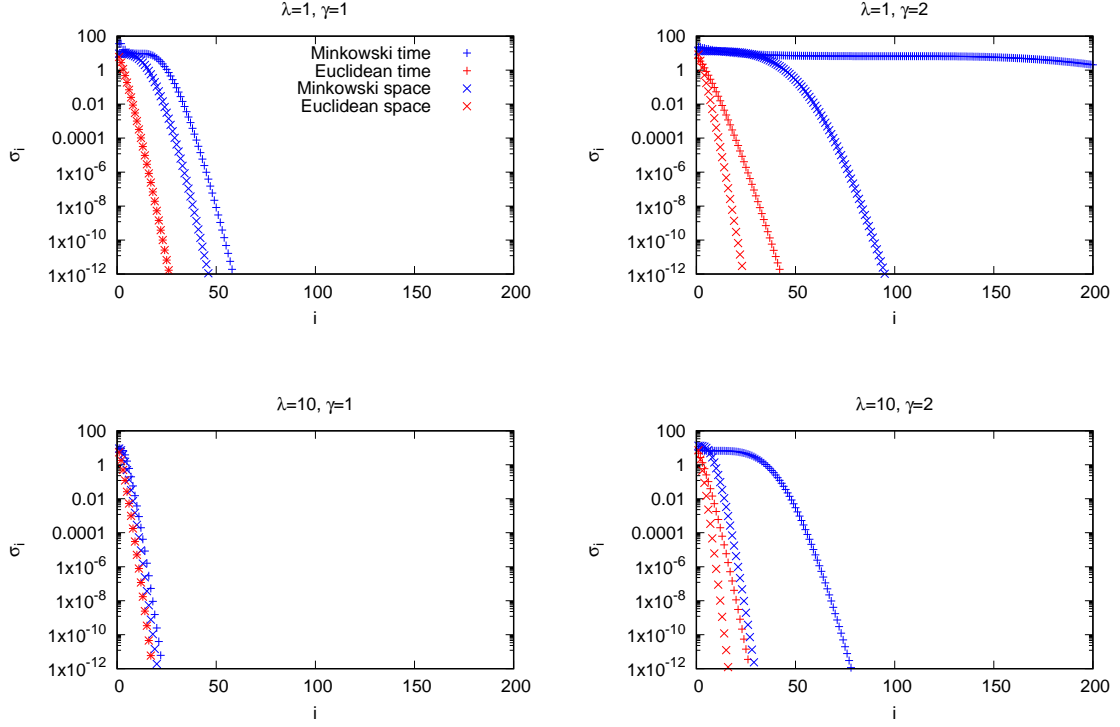 λ=1, γ=1
100
1
0.01
0.0001
1x10⁻⁶
1x10⁻⁸
1x10⁻¹⁰
1x10⁻¹²
σᵢ
Minkowski time
Euclidean time
Minkowski space
Euclidean space
0 50 100 150 200
i
λ=1, γ=2
100
1
0.01
0.0001
1x10⁻⁶
1x10⁻⁸
1x10⁻¹⁰
1x10⁻¹²
σᵢ
0 50 100 150 200
i
λ=10, γ=1
100
1
0.01
0.0001
1x10⁻⁶
1x10⁻⁸
1x10⁻¹⁰
1x10⁻¹²
σᵢ
0 50 100 150 200
i
λ=10, γ=2
100
1
0.01
0.0001
1x10⁻⁶
1x10⁻⁸
1x10⁻¹⁰
1x10⁻¹²
σᵢ
0 50 100 150 200
i